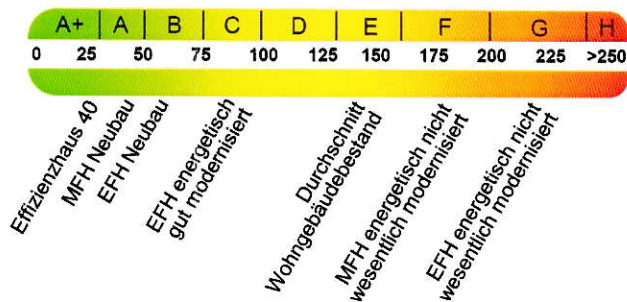 A+ A B C D E F G H
0 25 50 75 100 125 150 175 200 225 >250
Effizienzhaus 40
MFH Neubau
EFH Neubau
EFH energetisch
gut modernisiert
Durchschnitt
Wohngebäudebestand
MFH energetisch nicht
wesentlich modernisiert
EFH energetisch nicht
wesentlich modernisiert